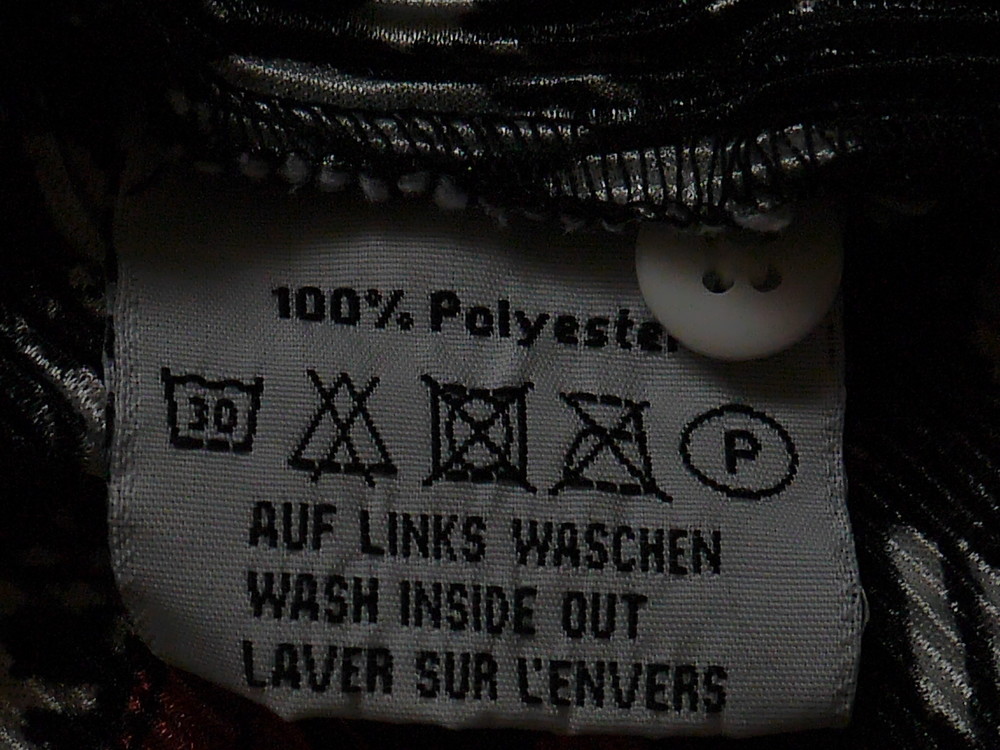 100% Polyester
30 P
AUF LINKS WASCHEN
WASH INSIDE OUT
LAVER SUR L'ENVERS